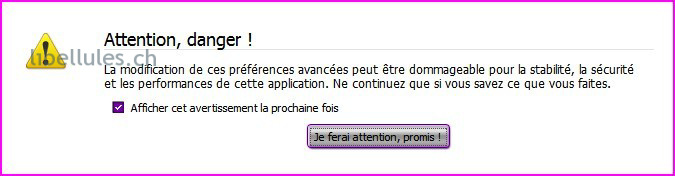 Attention, danger !
libellules.ch
La modification de ces préférences avancées peut être dommageable pour la stabilité, la sécurité
et les performances de cette application. Ne continuez que si vous savez ce que vous faites.
Afficher cet avertissement la prochaine fois
Je ferai attention, promis !